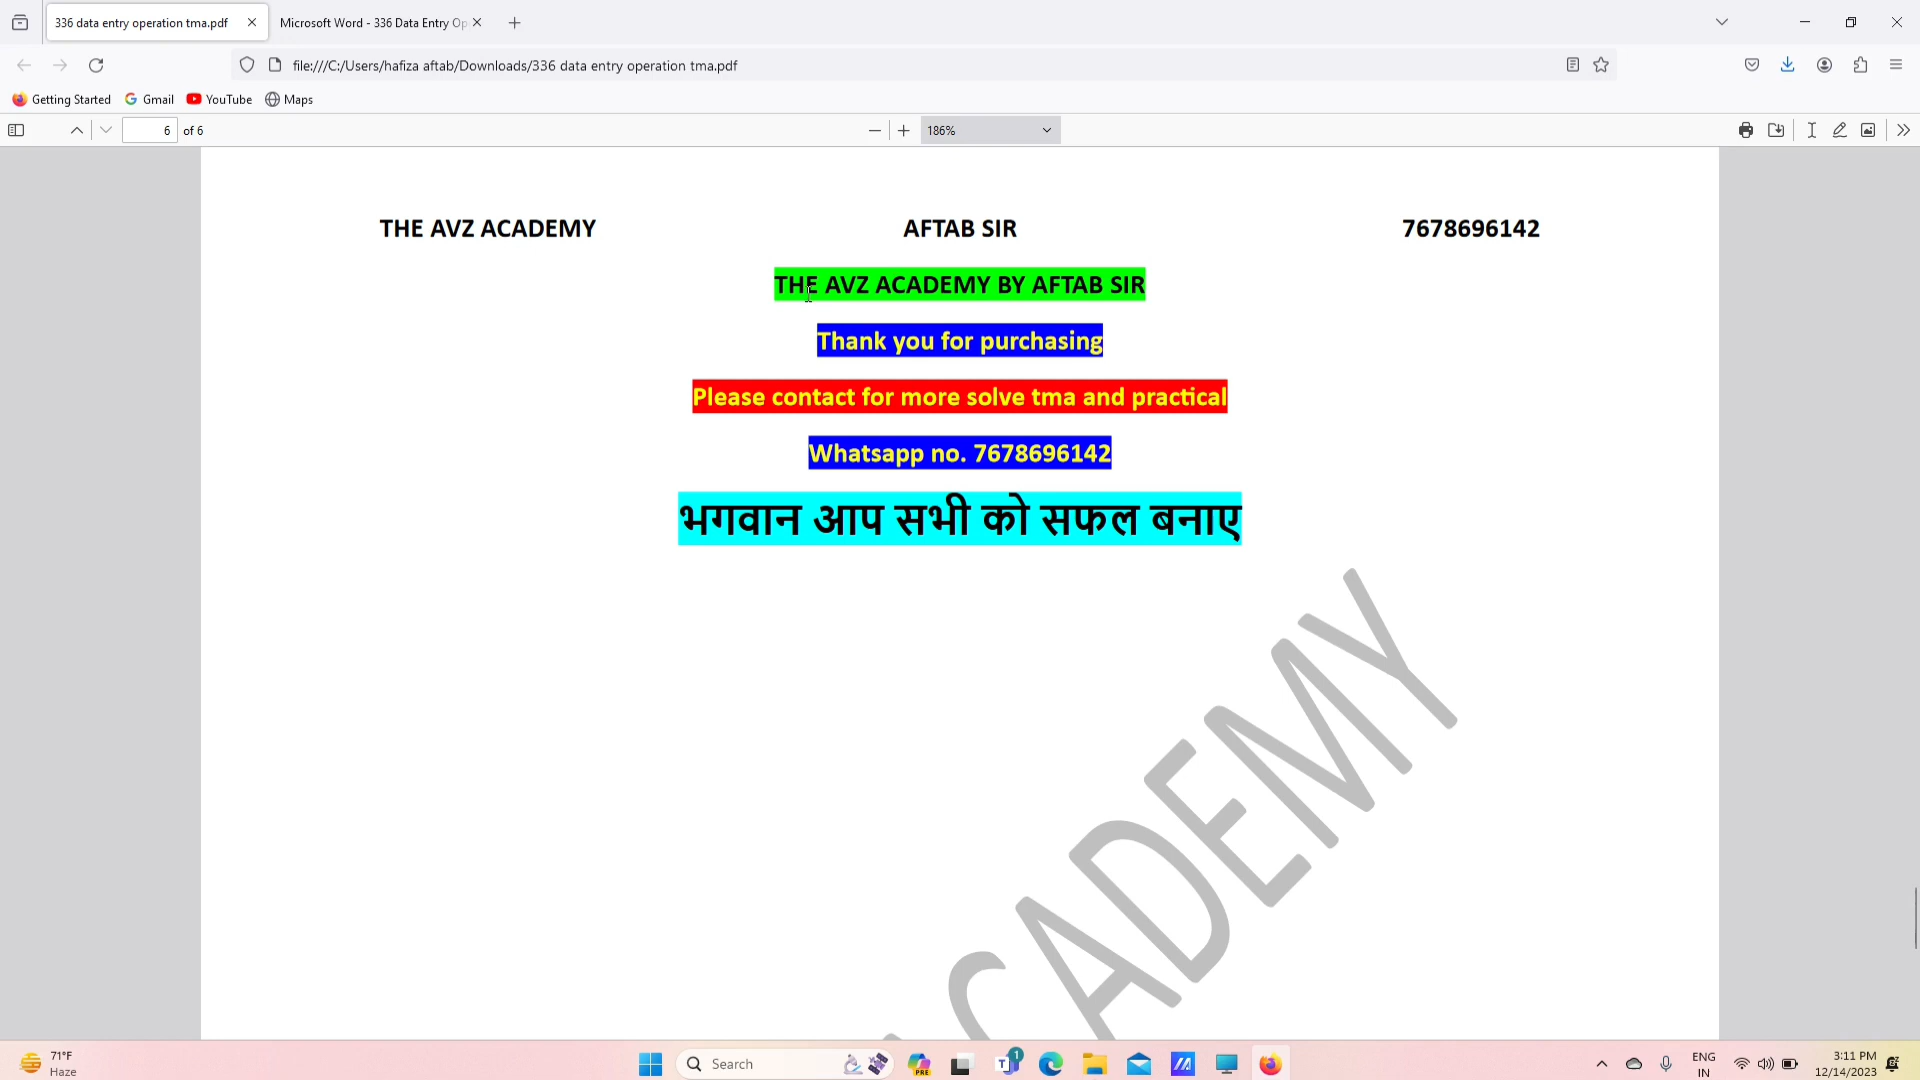 336 data entry operation tma.pdf
Microsoft Word - 336 Data Entry Op
file:///C:/Users/hafiza aftab/Downloads/336 data entry operation tma.pdf
Getting Started
Gmail
YouTube
Maps
6 of 6
186%
THE AVZ ACADEMY AFTAB SIR 7678696142
THE AVZ ACADEMY BY AFTAB SIR
Thank you for purchasing
Please contact for more solve tma and practical
Whatsapp no. 7678696142
भगवान आप सभी को सफल बनाए
ACADEMY
71°F
Haze
Search
PRE
1
ENG
IN
3:11 PM
12/14/2023